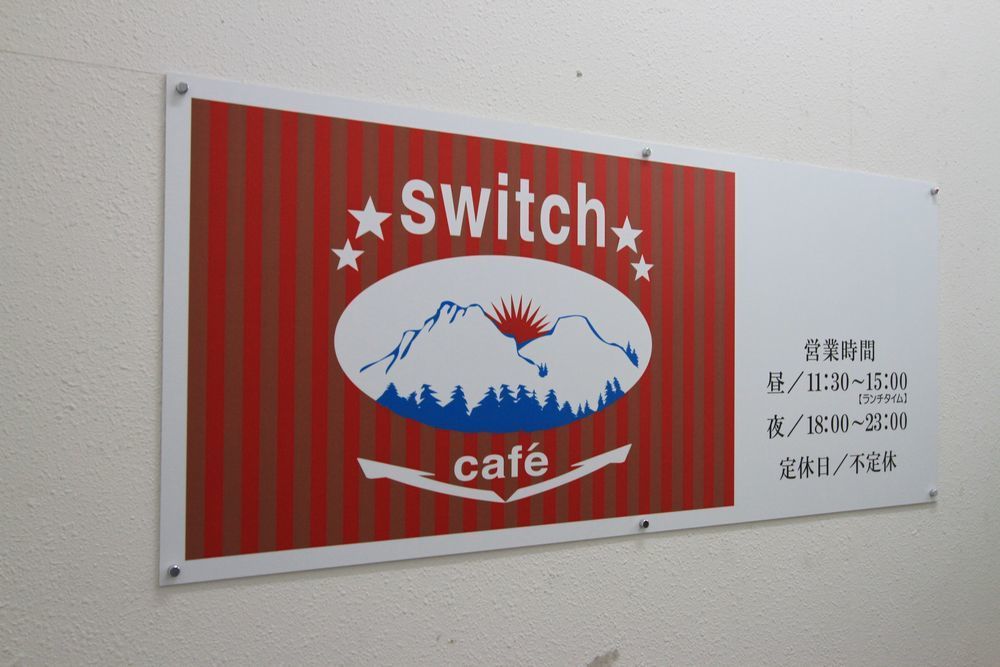 switch
café
営業時間
昼／11:30～15:00
【ランチタイム】
夜／18:00～23:00
定休日／不定休